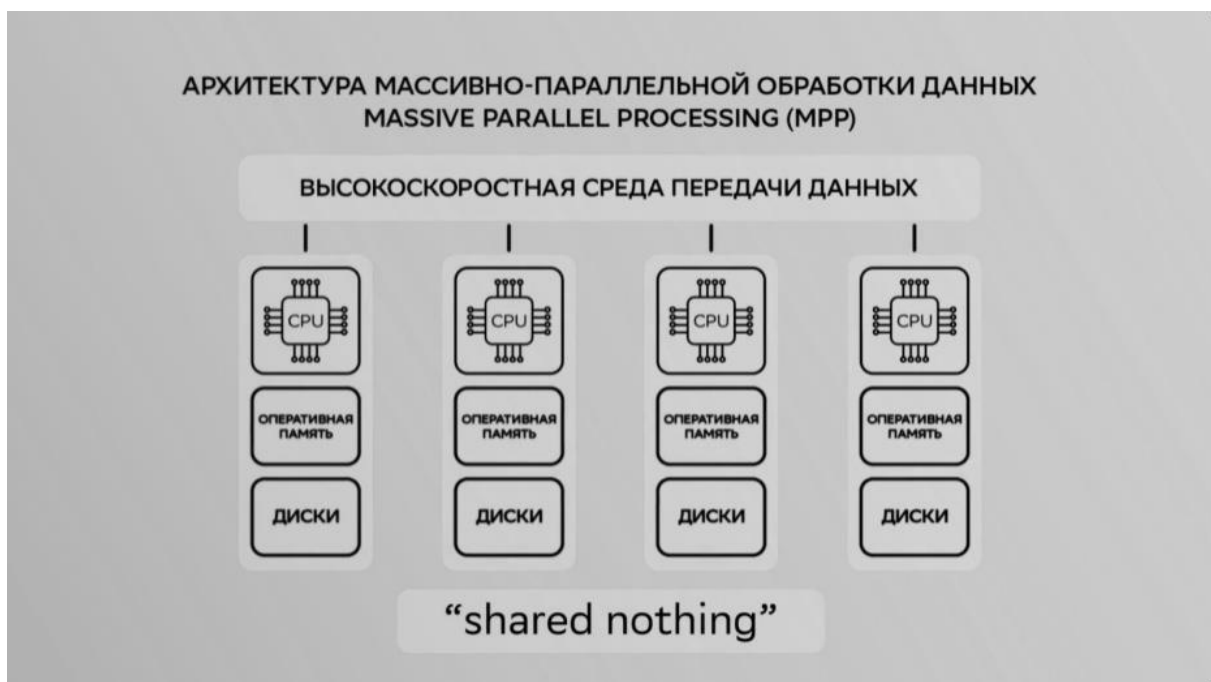 АРХИТЕКТУРА МАССИВНО-ПАРАЛЛЕЛЬНОЙ ОБРАБОТКИ ДАННЫХ
MASSIVE PARALLEL PROCESSING (MPP)
ВЫСОКОСКОРОСТНАЯ СРЕДА ПЕРЕДАЧИ ДАННЫХ
CPU CPU CPU CPU
ОПЕРАТИВНАЯ ОПЕРАТИВНАЯ ОПЕРАТИВНАЯ ОПЕРАТИВНАЯ
ПАМЯТЬ ПАМЯТЬ ПАМЯТЬ ПАМЯТЬ
ДИСКИ ДИСКИ ДИСКИ ДИСКИ
“shared nothing”